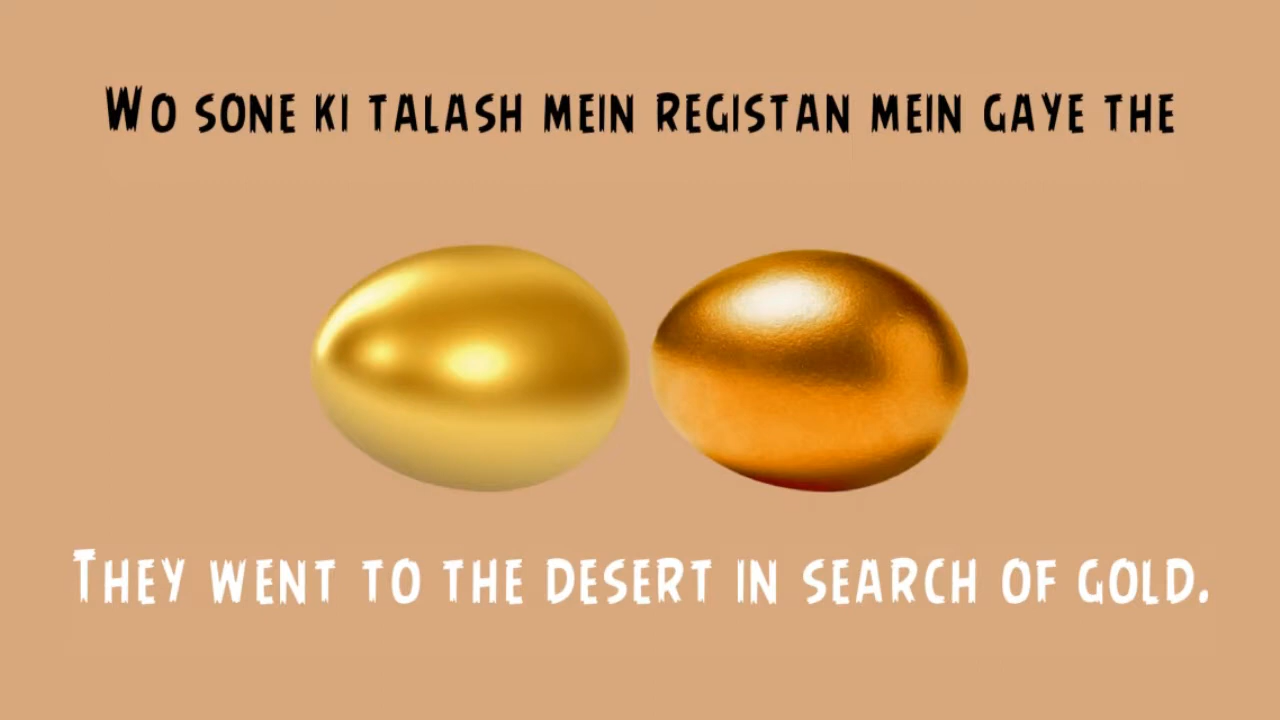 Wo sone ki talash mein registan mein gaye the
They went to the desert in search of gold.